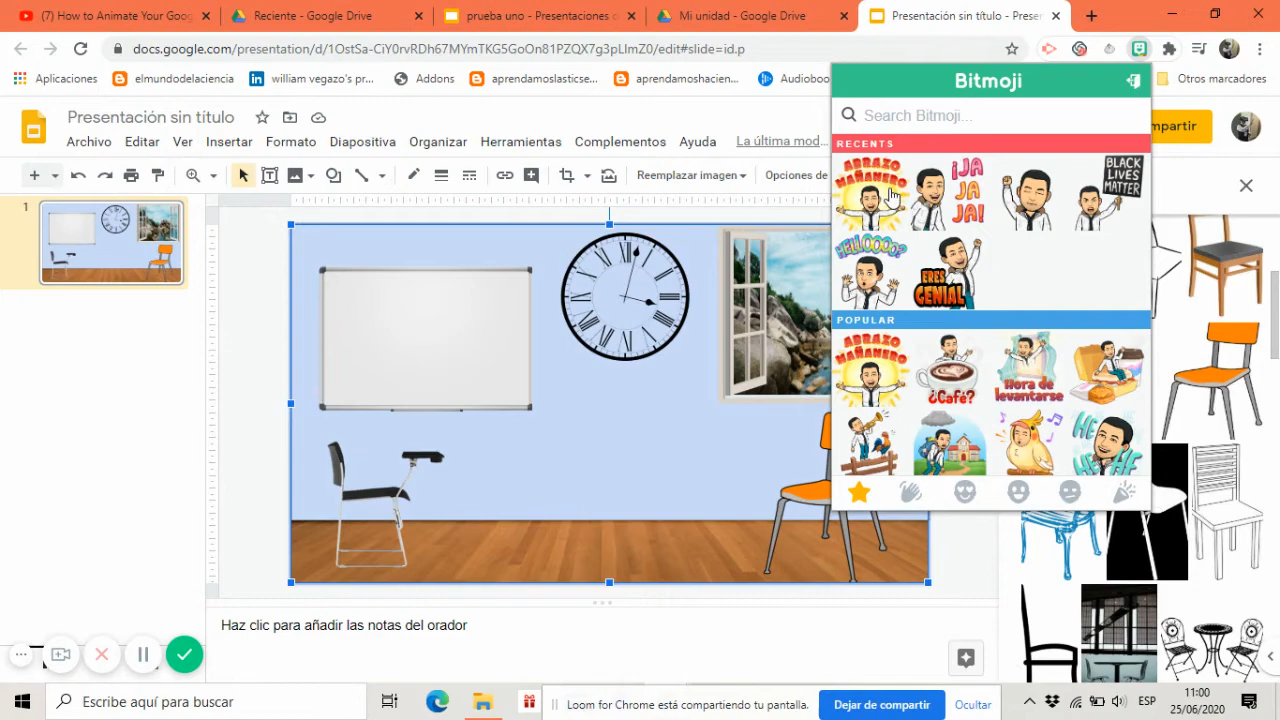 (7) How to Animate Your Goog
Reciente - Google Drive
prueba uno - Presentaciones d
Mi unidad - Google Drive
Presentación sin título - Presen
docs.google.com/presentation/d/1OstSa-CiY0rvRDh67MYmTKG5GoOn81PZQX7g3pLlmZ0/edit#slide=id.p
Aplicaciones
elmundodelaciencia
william vegazo's pr...
Addons
aprendamoslasticse...
aprendamoshacien...
Audioboo
Otros marcadores
Presentación sin título
Archivo Editar Ver Insertar Formato Diapositiva Organizar Herramientas Complementos Ayuda La última mod...
mpartir
Reemplazar imagen
Opciones de
Bitmoji
Search Bitmoji...
RECENTS
ABRAZO MAÑANERO
¡JA JA JA!
BLACK LIVES MATTER
HELLOOOO?
ERES GENIAL
POPULAR
ABRAZO MAÑANERO
¿Café?
Hora de levantarse
HE HE HE
1
Haz clic para añadir las notas del orador
Escribe aquí para buscar
Loom for Chrome está compartiendo tu pantalla.
Dejar de compartir
Ocultar
ESP
11:00
25/06/2020